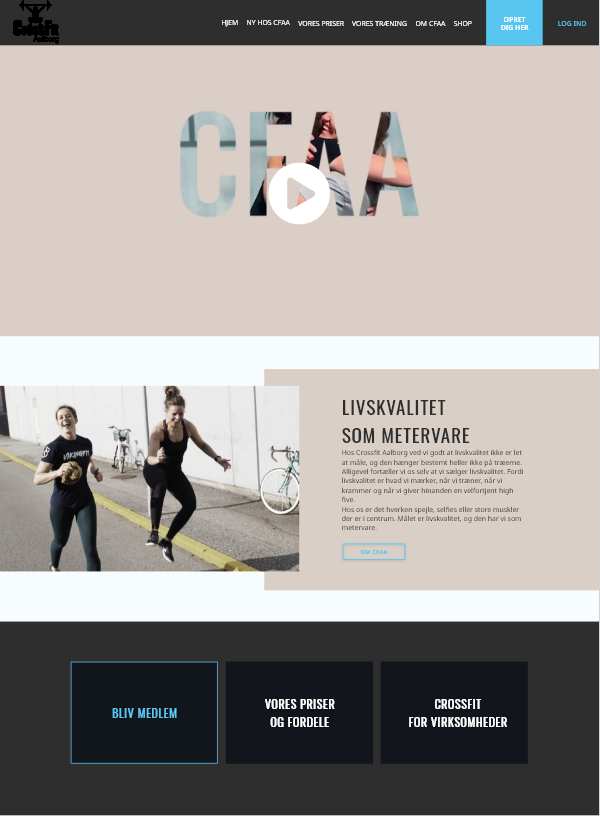 Crossfit
Aalborg
HJEM NY HOS CFAA VORES PRISER VORES TRÆNING OM CFAA SHOP
OPRET
DIG HER
LOG IND
CFAA
VIKINGFIT
LIVSKVALITET
SOM METERVARE
Hos Crossfit Aalborg ved vi godt at livskvalitet ikke er let
at måle, og den hænger bestemt heller ikke på træerne.
Alligevel fortæller vi os selv at vi sælger livskvalitet. Fordi
livskvalitet er hvad vi mærker, når vi træner, når vi
krammer og når vi giver hinanden en velfortjent high
five.
Hos os er det hverken spejle, selfies eller store muskler
der er i centrum. Målet er livskvalitet, og den har vi som
metervare.
OM CFAA
BLIV MEDLEM
VORES PRISER
OG FORDELE
CROSSFIT
FOR VIRKSOMHEDER